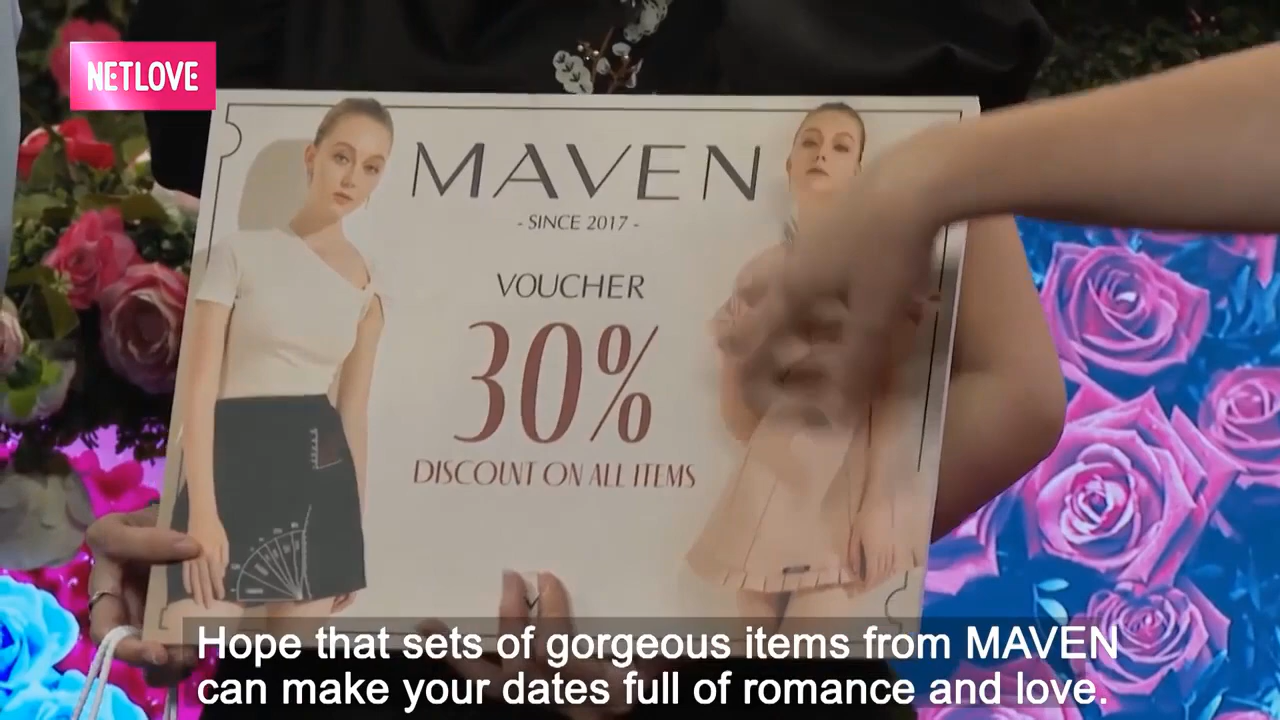 NETLOVE
MAVEN
- SINCE 2017 -
VOUCHER
30%
DISCOUNT ON ALL ITEMS
Hope that sets of gorgeous items from MAVEN
can make your dates full of romance and love.